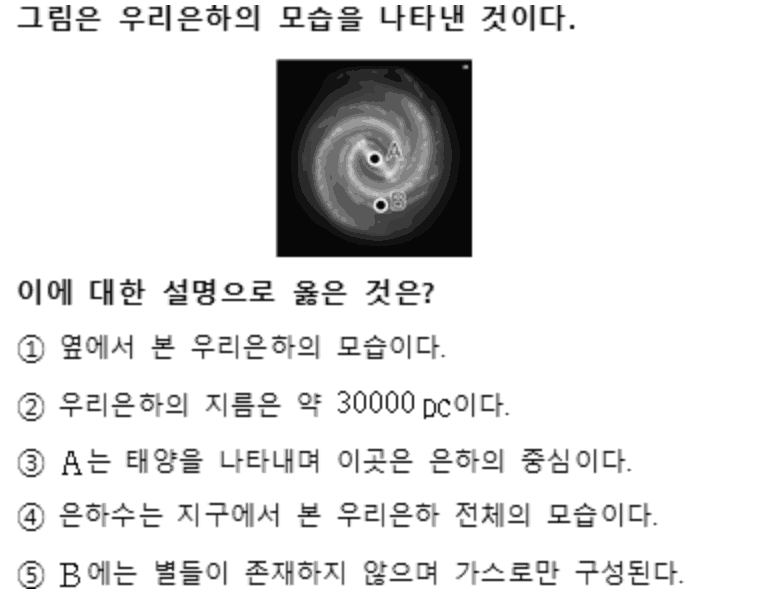 그림은 우리은하의 모습을 나타낸 것이다.
A
B
이에 대한 설명으로 옳은 것은?
① 옆에서 본 우리은하의 모습이다.
② 우리은하의 지름은 약 30000 pc이다.
③ A는 태양을 나타내며 이곳은 은하의 중심이다.
④ 은하수는 지구에서 본 우리은하 전체의 모습이다.
⑤ B에는 별들이 존재하지 않으며 가스로만 구성된다.